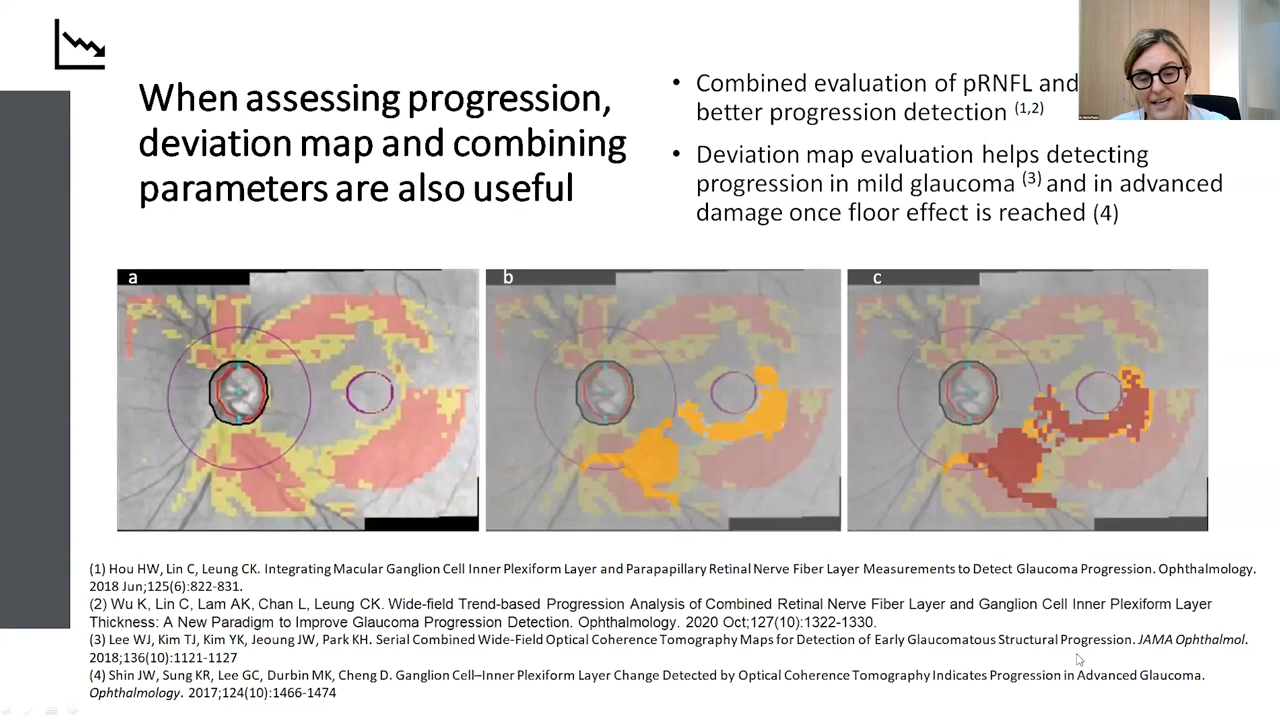 When assessing progression,
deviation map and combining
parameters are also useful
• Combined evaluation of pRNFL and
better progression detection (1,2)
• Deviation map evaluation helps detecting
progression in mild glaucoma (3) and in advanced
damage once floor effect is reached (4)
a
b
c
(1) Hou HW, Lin C, Leung CK. Integrating Macular Ganglion Cell Inner Plexiform Layer and Parapapillary Retinal Nerve Fiber Layer Measurements to Detect Glaucoma Progression. Ophthalmology.
2018 Jun;125(6):822-831.
(2) Wu K, Lin C, Lam AK, Chan L, Leung CK. Wide-field Trend-based Progression Analysis of Combined Retinal Nerve Fiber Layer and Ganglion Cell Inner Plexiform Layer
Thickness: A New Paradigm to Improve Glaucoma Progression Detection. Ophthalmology. 2020 Oct;127(10):1322-1330.
(3) Lee WJ, Kim TJ, Kim YK, Jeoung JW, Park KH. Serial Combined Wide-Field Optical Coherence Tomography Maps for Detection of Early Glaucomatous Structural Progression. JAMA Ophthalmol.
2018;136(10):1121-1127
(4) Shin JW, Sung KR, Lee GC, Durbin MK, Cheng D. Ganglion Cell–Inner Plexiform Layer Change Detected by Optical Coherence Tomography Indicates Progression in Advanced Glaucoma.
Ophthalmology. 2017;124(10):1466-1474